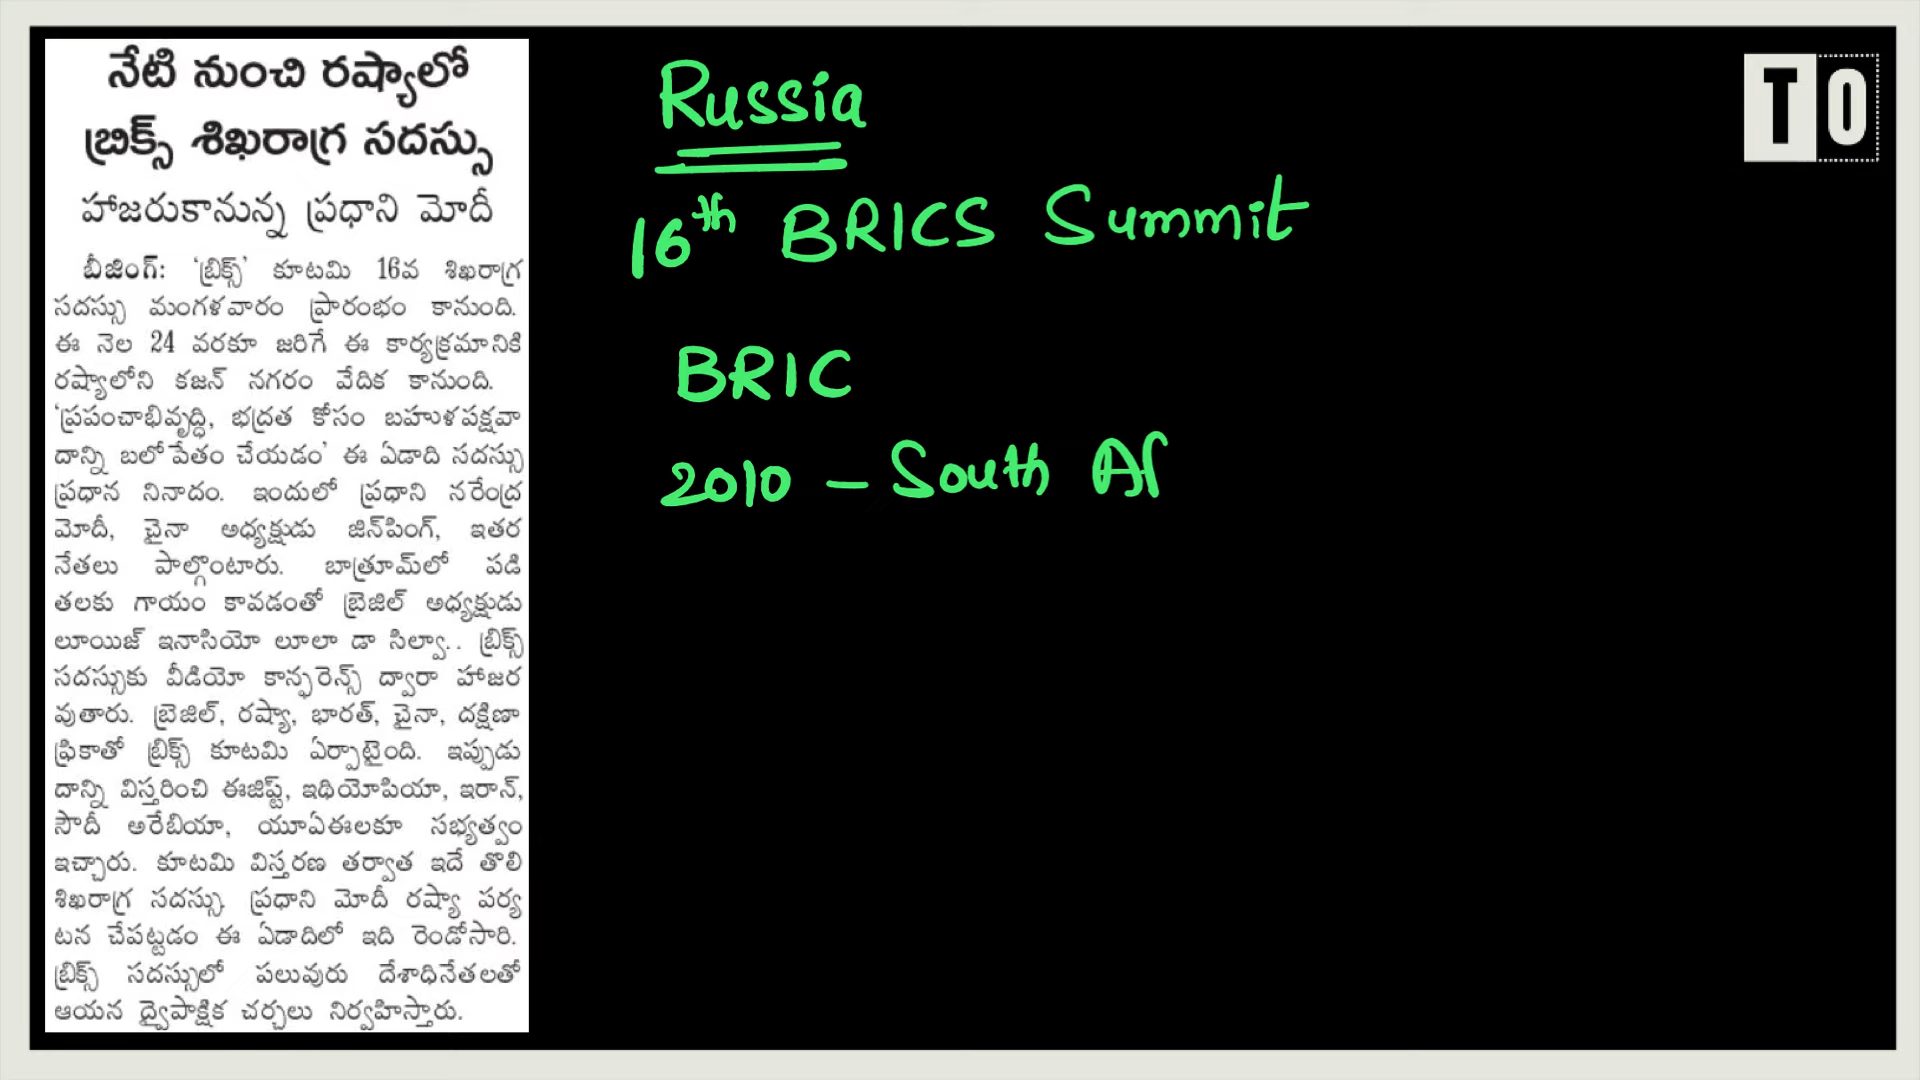 నేటి నుంచి రష్యాలో
బ్రిక్స్ శిఖరాగ్ర సదస్సు
హాజరుకానున్న ప్రధాని మోదీ
బీజింగ్: 'బ్రిక్స్' కూటమి 16వ శిఖరాగ్ర
సదస్సు మంగళవారం ప్రారంభం కానుంది.
ఈ నెల 24 వరకూ జరిగే ఈ కార్యక్రమానికి
రష్యాలోని కజన్ నగరం వేదిక కానుంది.
'ప్రపంచాభివృద్ధి, భద్రత కోసం బహుళపక్షవా
దాన్ని బలోపేతం చేయడం' ఈ ఏడాది సదస్సు
ప్రధాన నినాదం. ఇందులో ప్రధాని నరేంద్ర
మోదీ, చైనా అధ్యక్షుడు జిన్‌పింగ్, ఇతర
నేతలు పాల్గొంటారు. బాత్రూమ్‌లో పడి
తలకు గాయం కావడంతో బ్రెజిల్ అధ్యక్షుడు
లూయిజ్ ఇనాసియో లూలా డా సిల్వా.. బ్రిక్స్
సదస్సుకు వీడియో కాన్ఫరెన్స్ ద్వారా హాజర
వుతారు. బ్రెజిల్, రష్యా, భారత్, చైనా, దక్షిణా
ఫ్రికాతో బ్రిక్స్ కూటమి ఏర్పాటైంది. ఇప్పుడు
దాన్ని విస్తరించి ఈజిప్ట్, ఇథియోపియా, ఇరాన్,
సౌదీ అరేబియా, యూఏఈలకూ సభ్యత్వం
ఇచ్చారు. కూటమి విస్తరణ తర్వాత ఇదే తొలి
శిఖరాగ్ర సదస్సు. ప్రధాని మోదీ రష్యా పర్య
టన చేపట్టడం ఈ ఏడాదిలో ఇది రెండోసారి.
బ్రిక్స్ సదస్సులో పలువురు దేశాధినేతలతో
ఆయన ద్వైపాక్షిక చర్చలు నిర్వహిస్తారు.
Russia
16th BRICS Summit
BRIC
2010 – South Af
TO